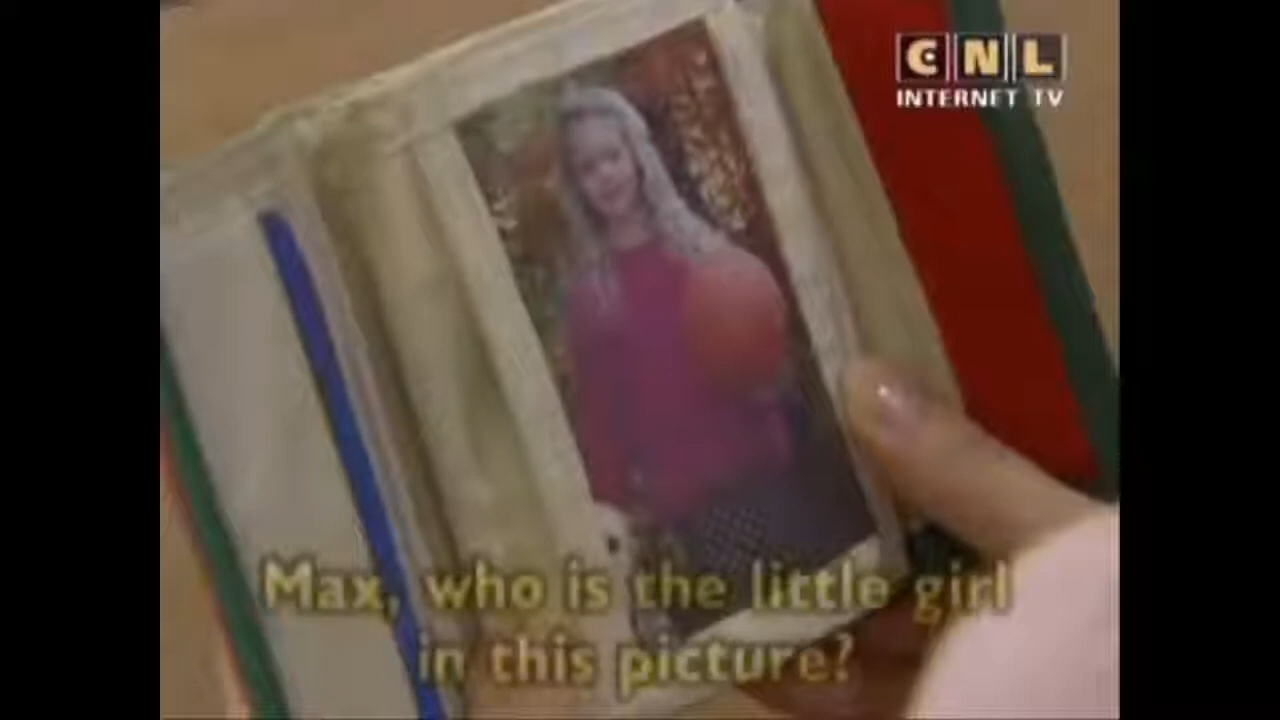 CNL
INTERNET TV
Max, who is the little girl
in this picture?